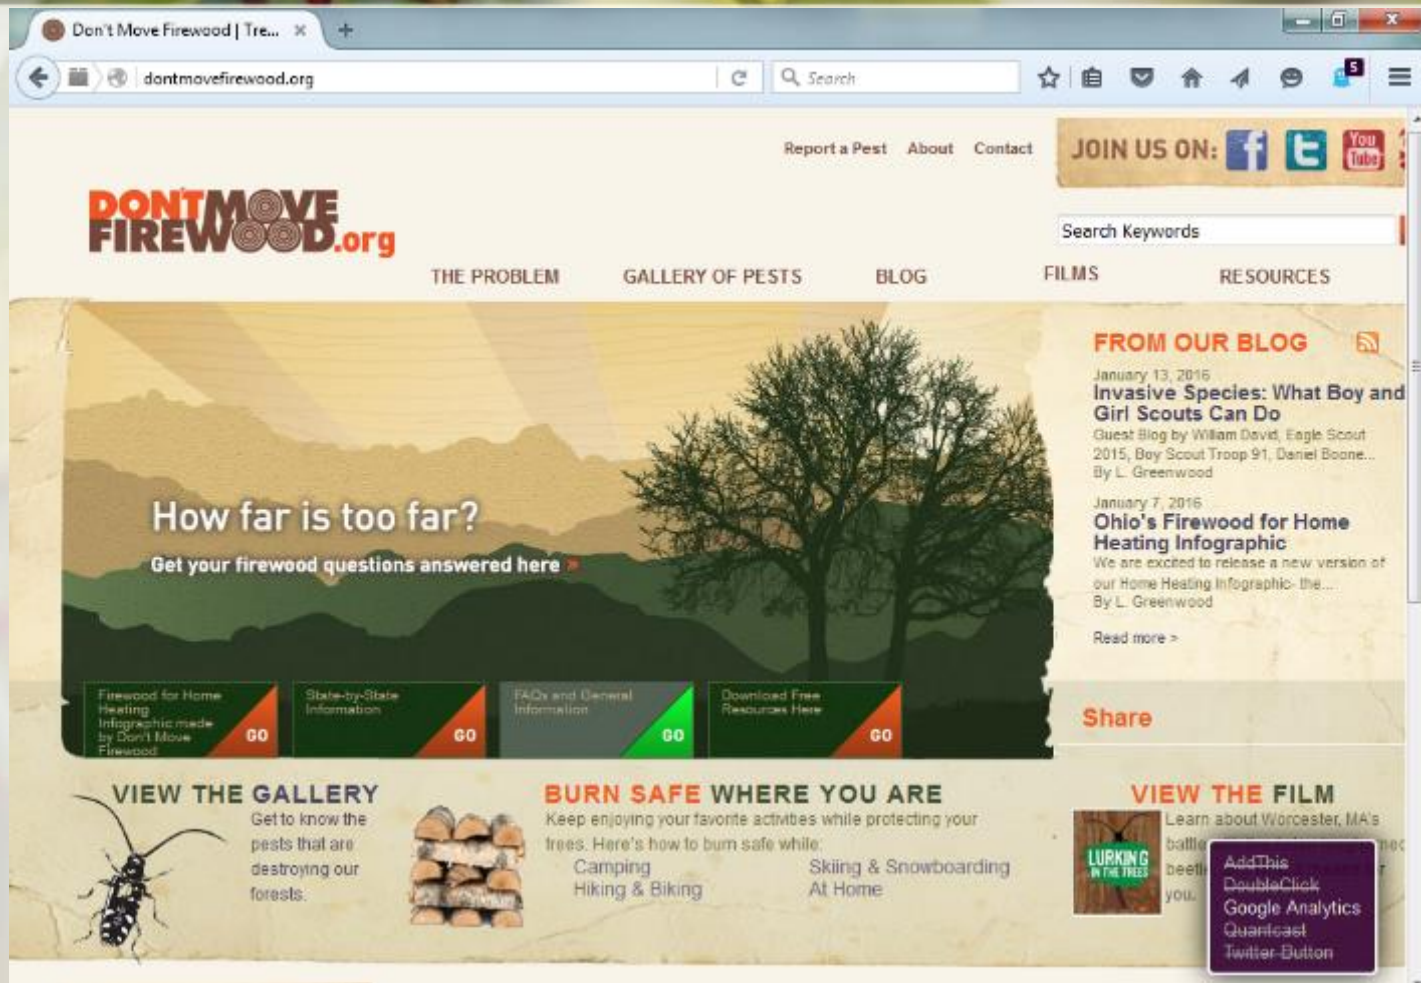 Don't Move Firewood | Tre...
dontmovefirewood.org
Search
5
Report a Pest About Contact
JOIN US ON:
You
Tube
DON'T MOVE
FIREWOOD.org
Search Keywords
THE PROBLEM GALLERY OF PESTS BLOG FILMS RESOURCES
How far is too far?
Get your firewood questions answered here »
FROM OUR BLOG
January 13, 2016
Invasive Species: What Boy and
Girl Scouts Can Do
Guest Blog by William David, Eagle Scout
2015, Boy Scout Troop 91, Daniel Boone...
By L. Greenwood
January 7, 2016
Ohio's Firewood for Home
Heating Infographic
We are excited to release a new version of
our Home Heating Infographic- the...
By L. Greenwood
Read more >
Firewood for Home
Heating
Infographic made
by Don't Move
Firewood
GO
State-by-State
Information
GO
FAQs and General
Information
GO
Download Free
Resources Here
GO
Share
VIEW THE GALLERY
Get to know the
pests that are
destroying our
forests.
BURN SAFE WHERE YOU ARE
Keep enjoying your favorite activities while protecting your
trees. Here's how to burn safe while:
Camping
Hiking & Biking
Skiing & Snowboarding
At Home
VIEW THE FILM
LURKING
IN THE TREES
Learn about Worcester, MA's
you.
AddThis
DoubleClick
Google Analytics
Quantcast
Twitter Button